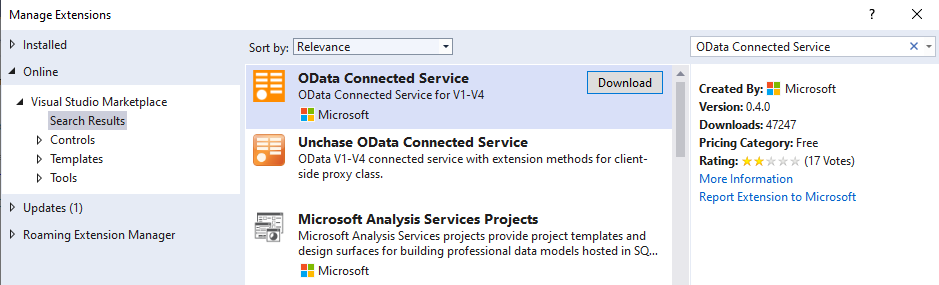 Manage Extensions
?
Installed
Online
Visual Studio Marketplace
Search Results
Controls
Templates
Tools
Updates (1)
Roaming Extension Manager
Sort by: Relevance
OData Connected Service
OData Connected Service for V1-V4
Microsoft
Download
Unchase OData Connected Service
OData V1-V4 connected service with extension methods for client-
side proxy class.
Microsoft Analysis Services Projects
Microsoft Analysis Services projects provide project templates and
design surfaces for building professional data models hosted in SQ...
Microsoft
OData Connected Service
Created By: Microsoft
Version: 0.4.0
Downloads: 47247
Pricing Category: Free
Rating: (17 Votes)
More Information
Report Extension to Microsoft